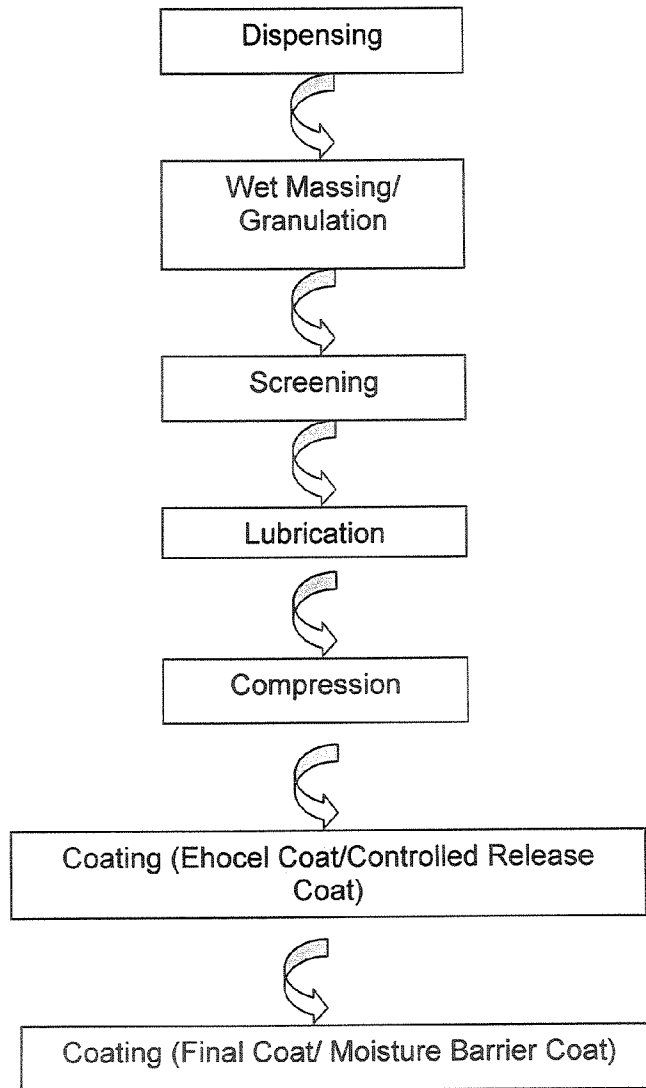 Dispensing
Wet Massing/
Granulation
Screening
Lubrication
Compression
Coating (Ehocel Coat/Controlled Release
Coat)
Coating (Final Coat/ Moisture Barrier Coat)